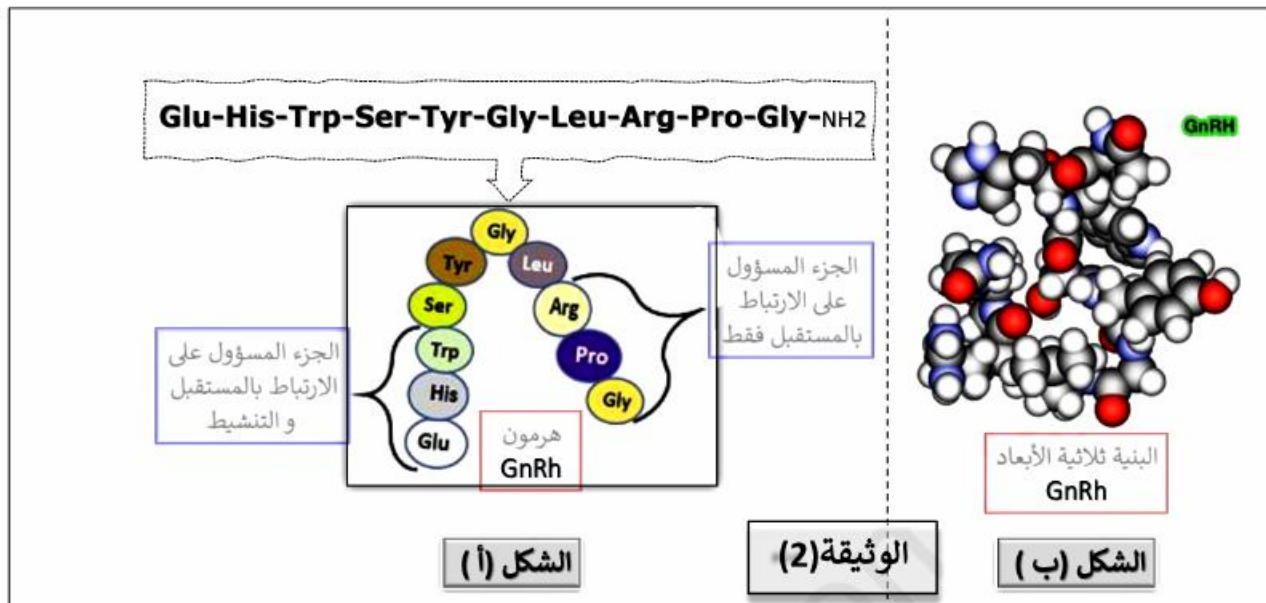 Glu-His-Trp-Ser-Tyr-Gly-Leu-Arg-Pro-Gly-NH2
GnRH
Gly
Tyr
Leu
Ser
Arg
Trp
Pro
His
Gly
Glu
الجزء المسؤول
على الارتباط
بالمستقبل فقط
الجزء المسؤول على
الارتباط بالمستقبل
و التنشيط
هرمون
GnRh
البنية ثلاثية الأبعاد
GnRh
الوثيقة(2)
الشكل (أ )
الشكل (ب )